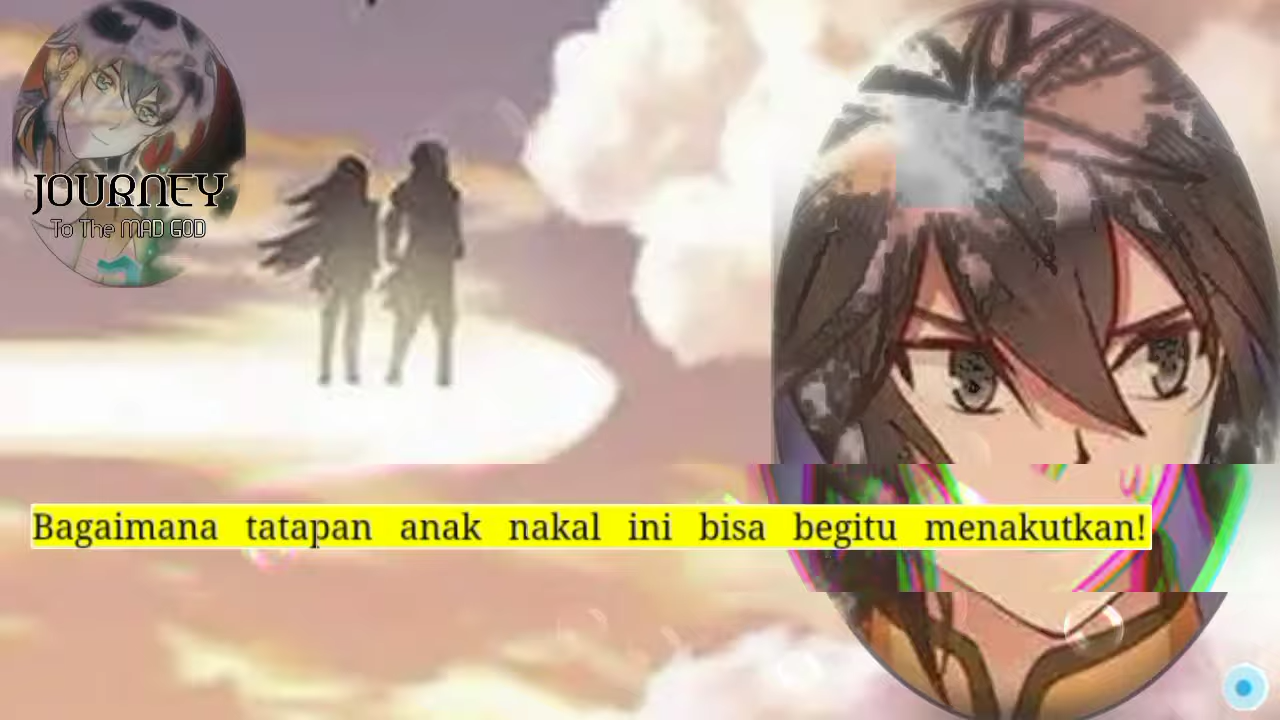 JOURNEY
To The MAD GOD
Bagaimana tatapan anak nakal ini bisa begitu menakutkan!